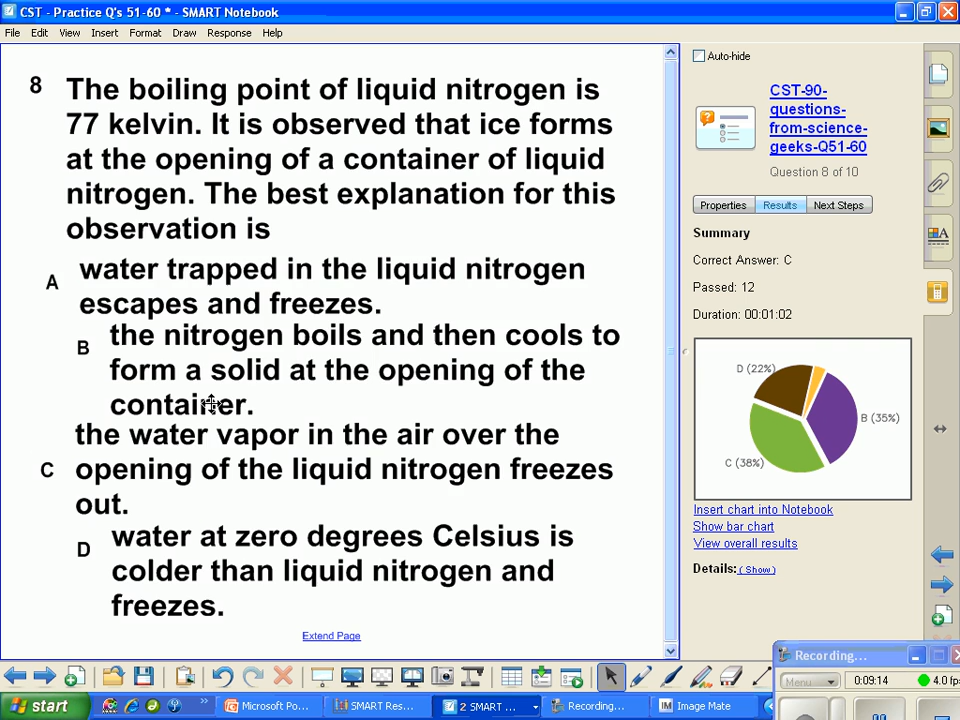 CST - Practice Q's 51-60 * - SMART Notebook
File Edit View Insert Format Draw Response Help
8 The boiling point of liquid nitrogen is
77 kelvin. It is observed that ice forms
at the opening of a container of liquid
nitrogen. The best explanation for this
observation is
A water trapped in the liquid nitrogen
escapes and freezes.
B the nitrogen boils and then cools to
form a solid at the opening of the
container.
C the water vapor in the air over the
opening of the liquid nitrogen freezes
out.
D water at zero degrees Celsius is
colder than liquid nitrogen and
freezes.
Extend Page
Auto-hide
CST-90-
questions-
from-science-
geeks-Q51-60
Question 8 of 10
Properties Results Next Steps
Summary
Correct Answer: C
Passed: 12
Duration: 00:01:02
D (22%)
B (35%)
C (38%)
Insert chart into Notebook
Show bar chart
View overall results
Details: ( Show )
Recording...
Menu 0:09:14 4.0 fp
start Microsoft Po... SMART Res... 2 SMART ... Recording... Image Mate